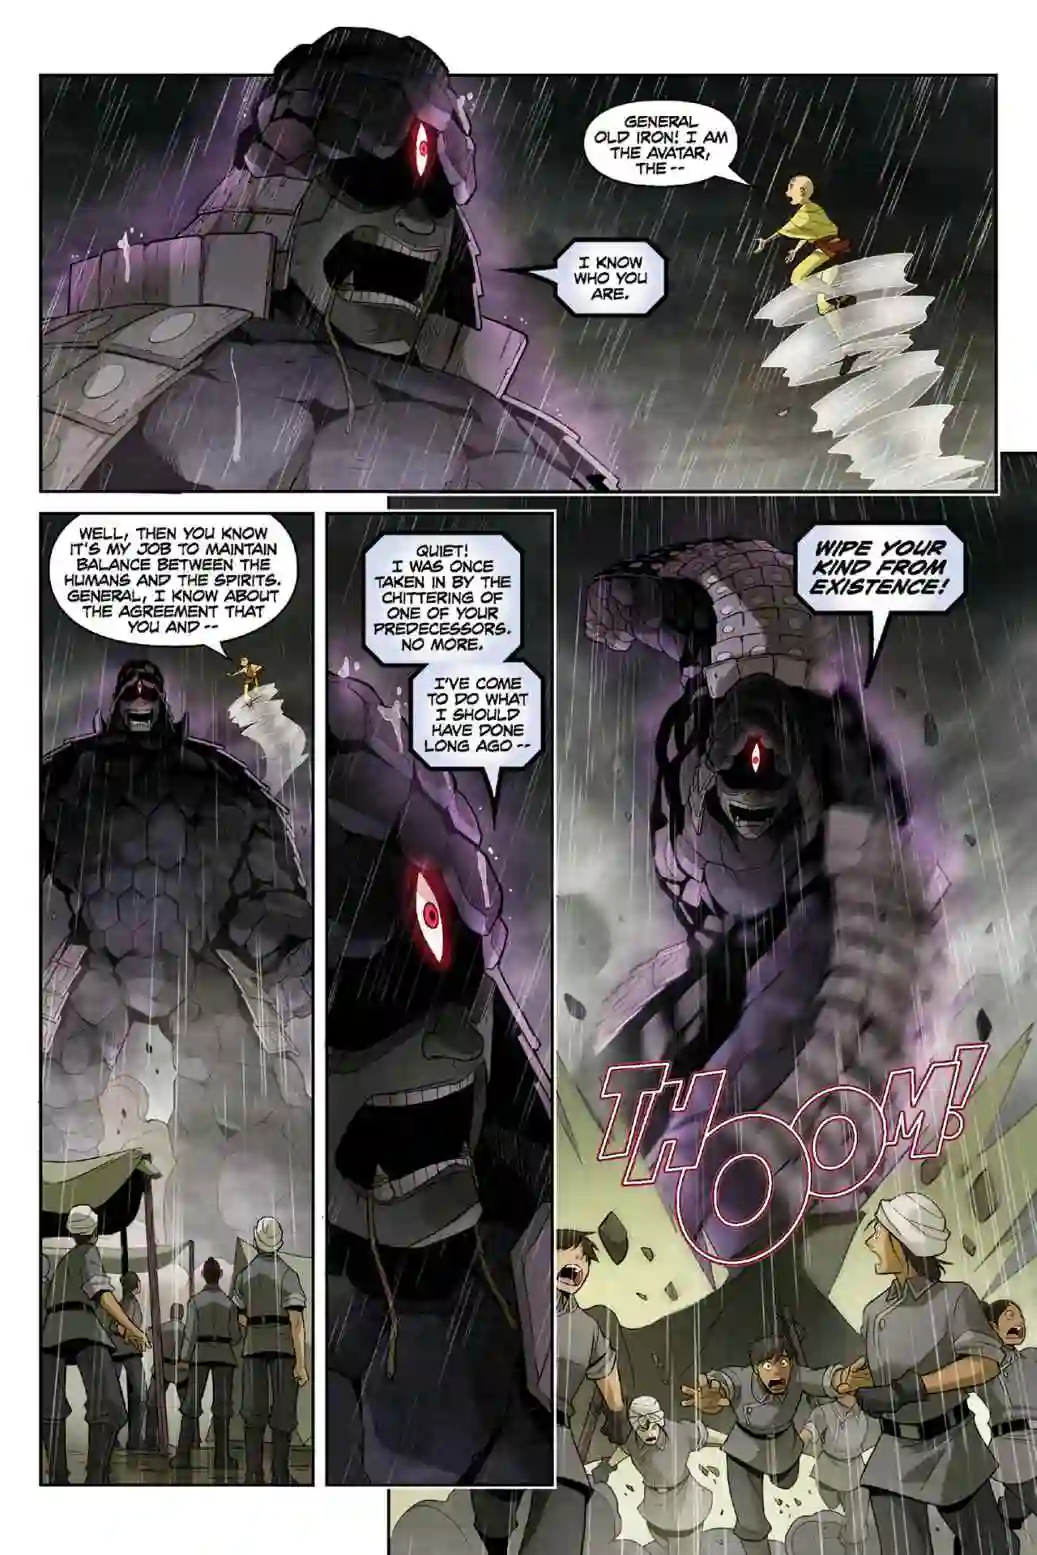 GENERAL
OLD IRON! I AM
THE AVATAR,
THE --
I KNOW
WHO YOU
ARE.
WELL, THEN YOU KNOW
IT'S MY JOB TO MAINTAIN
BALANCE BETWEEN THE
HUMANS AND THE SPIRITS.
GENERAL, I KNOW ABOUT
THE AGREEMENT THAT
YOU AND --
QUIET!
I WAS ONCE
TAKEN IN BY THE
CHITTERING OF
ONE OF YOUR
PREDECESSORS.
NO MORE.
I'VE COME
TO DO WHAT
I SHOULD
HAVE DONE
LONG AGO --
WIPE YOUR
KIND FROM
EXISTENCE!
THOOM!